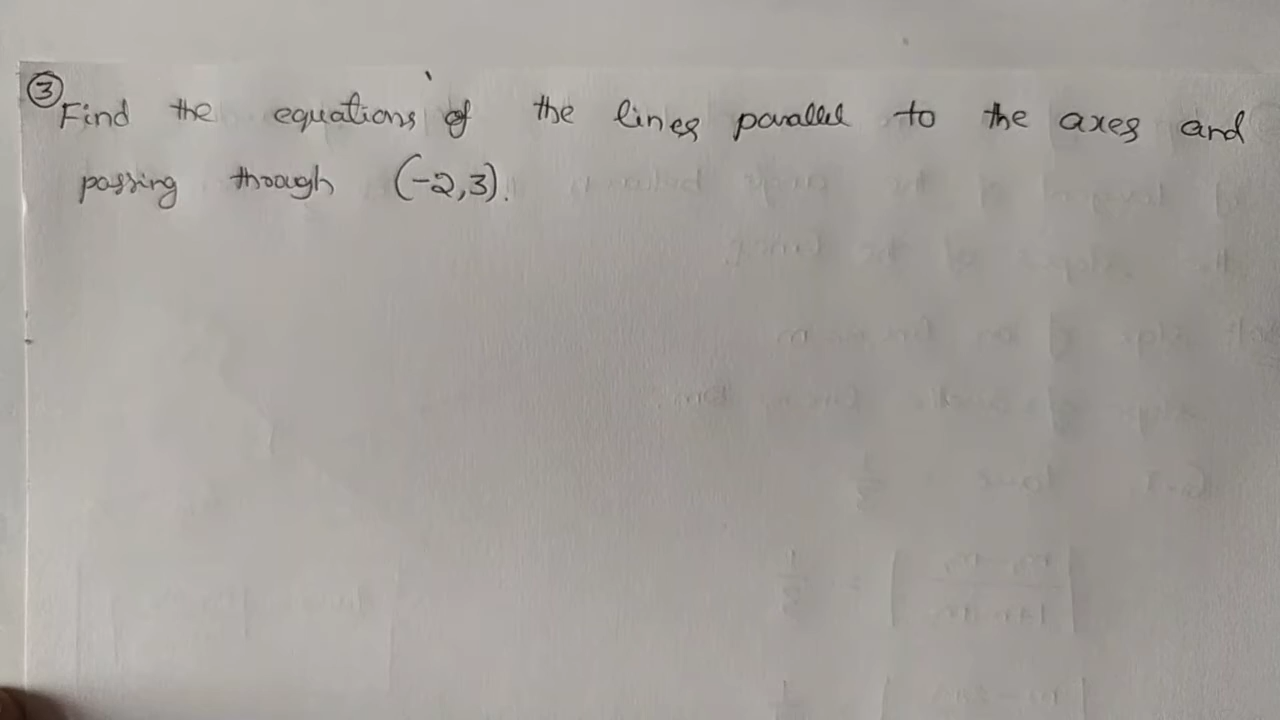 ③ Find the equations of the lines parallel to the axes and
passing through (-2,3).